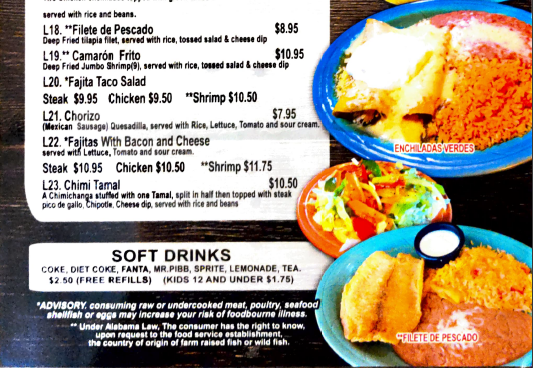 served with rice and beans.
L18. **Filete de Pescado $8.95
Deep Fried tilapia filet, served with rice, tossed salad & cheese dip
L19.** Camarón Frito $10.95
Deep Fried Jumbo Shrimp(9), served with rice, tossed salad & cheese dip
L20. *Fajita Taco Salad
Steak $9.95 Chicken $9.50 **Shrimp $10.50
L21. Chorizo $7.95
(Mexican Sausage) Quesadilla, served with Rice, Lettuce, Tomato and sour cream.
L22. *Fajitas With Bacon and Cheese
served with Lettuce, Tomato and sour cream.
Steak $10.95 Chicken $10.50 **Shrimp $11.75
L23. Chimi Tamal $10.50
A Chimichanga stuffed with one Tamal, split in half then topped with steak
pico de gallo, Chipotle, Cheese dip, served with rice and beans
ENCHILADAS VERDES
SOFT DRINKS
COKE, DIET COKE, FANTA, MR.PIBB, SPRITE, LEMONADE, TEA.
$2.50 (FREE REFILLS) (KIDS 12 AND UNDER $1.75)
*ADVISORY. consuming raw or undercooked meat, poultry, seafood
shellfish or eggs may increase your risk of foodbourne illness.
** Under Alabama Law, The consumer has the right to know,
upon request to the food service establishment,
the country of origin of farm raised fish or wild fish.
**FILETE DE PESCADO